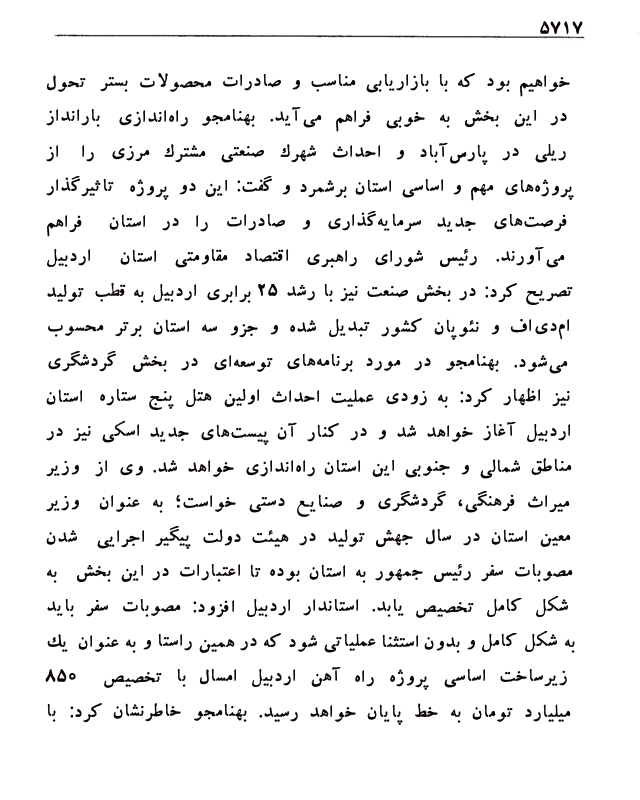 ۵۷۱۷
خواهیم بود که با بازاریابی مناسب و صادرات محصولات بستر تحول
در این بخش به خوبی فراهم می‌آید. بهنامجو راه‌اندازی بارانداز
ریلی در پارس‌آباد و احداث شهرك صنعتی مشترك مرزی را از
پروژه‌های مهم و اساسی استان برشمرد و گفت: این دو پروژه تاثیرگذار
فرصت‌های جدید سرمایه‌گذاری و صادرات را در استان فراهم
می‌آورند. رئیس شورای راهبری اقتصاد مقاومتی استان اردبیل
تصریح کرد: در بخش صنعت نیز با رشد ۲۵ برابری اردبیل به قطب تولید
ام‌دی‌اف و نئوپان کشور تبدیل شده و جزو سه استان برتر محسوب
می‌شود. بهنامجو در مورد برنامه‌های توسعه‌ای در بخش گردشگری
نیز اظهار کرد: به زودی عملیت احداث اولین هتل پنج ستاره استان
اردبیل آغاز خواهد شد و در کنار آن پیست‌های جدید اسکی نیز در
مناطق شمالی و جنوبی این استان راه‌اندازی خواهد شد. وی از وزیر
میراث فرهنگی، گردشگری و صنایع دستی خواست؛ به عنوان وزیر
معین استان در سال جهش تولید در هیئت دولت پیگیر اجرایی شدن
مصوبات سفر رئیس جمهور به استان بوده تا اعتبارات در این بخش به
شکل کامل تخصیص یابد. استاندار اردبیل افزود: مصوبات سفر باید
به شکل کامل و بدون استثنا عملیاتی شود که در همین راستا و به عنوان یك
زیرساخت اساسی پروژه راه آهن اردبیل امسال با تخصیص ۸۵۰
میلیارد تومان به خط پایان خواهد رسید. بهنامجو خاطرنشان کرد: با